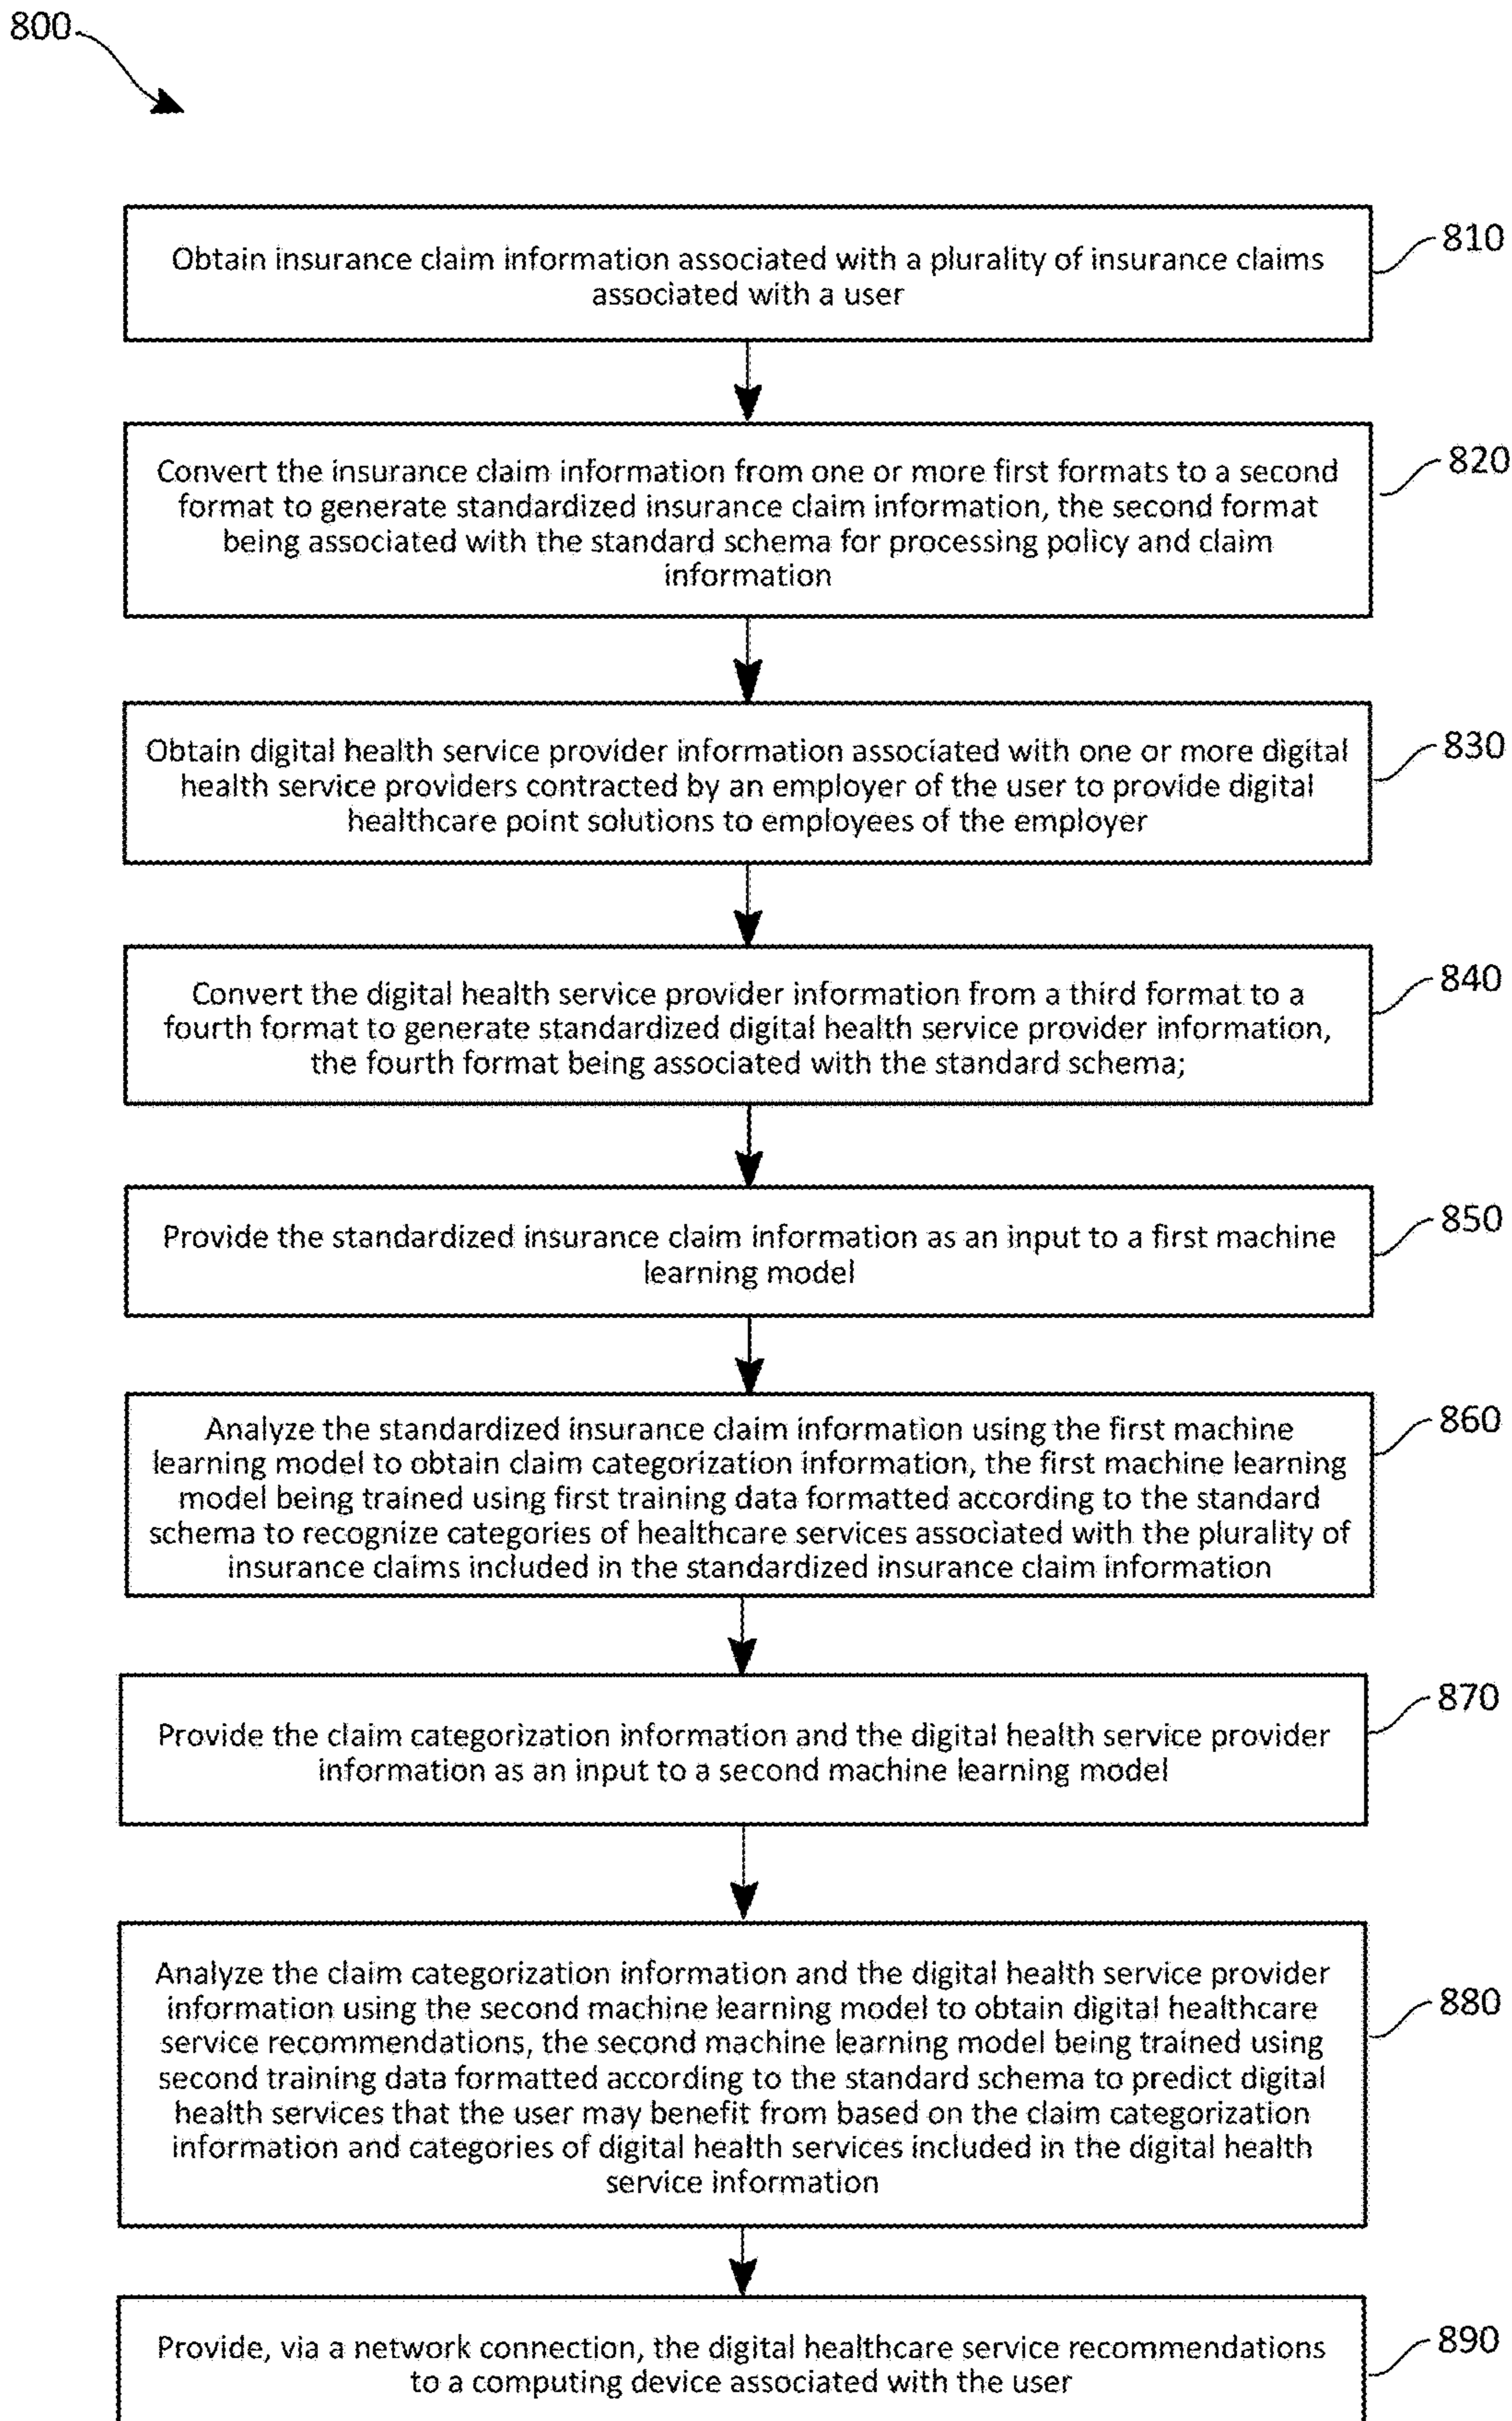 800
Obtain insurance claim information associated with a plurality of insurance claims
associated with a user
810
Convert the insurance claim information from one or more first formats to a second
format to generate standardized insurance claim information, the second format
being associated with the standard schema for processing policy and claim
information
820
Obtain digital health service provider information associated with one or more digital
health service providers contracted by an employer of the user to provide digital
healthcare point solutions to employees of the employer
830
Convert the digital health service provider information from a third format to a
fourth format to generate standardized digital health service provider information,
the fourth format being associated with the standard schema;
840
Provide the standardized insurance claim information as an input to a first machine
learning model
850
Analyze the standardized insurance claim information using the first machine
learning model to obtain claim categorization information, the first machine learning
model being trained using first training data formatted according to the standard
schema to recognize categories of healthcare services associated with the plurality of
insurance claims included in the standardized insurance claim information
860
Provide the claim categorization information and the digital health service provider
information as an input to a second machine learning model
870
Analyze the claim categorization information and the digital health service provider
information using the second machine learning model to obtain digital healthcare
service recommendations, the second machine learning model being trained using
second training data formatted according to the standard schema to predict digital
health services that the user may benefit from based on the claim categorization
information and categories of digital health services included in the digital health
service information
880
Provide, via a network connection, the digital healthcare service recommendations
to a computing device associated with the user
890